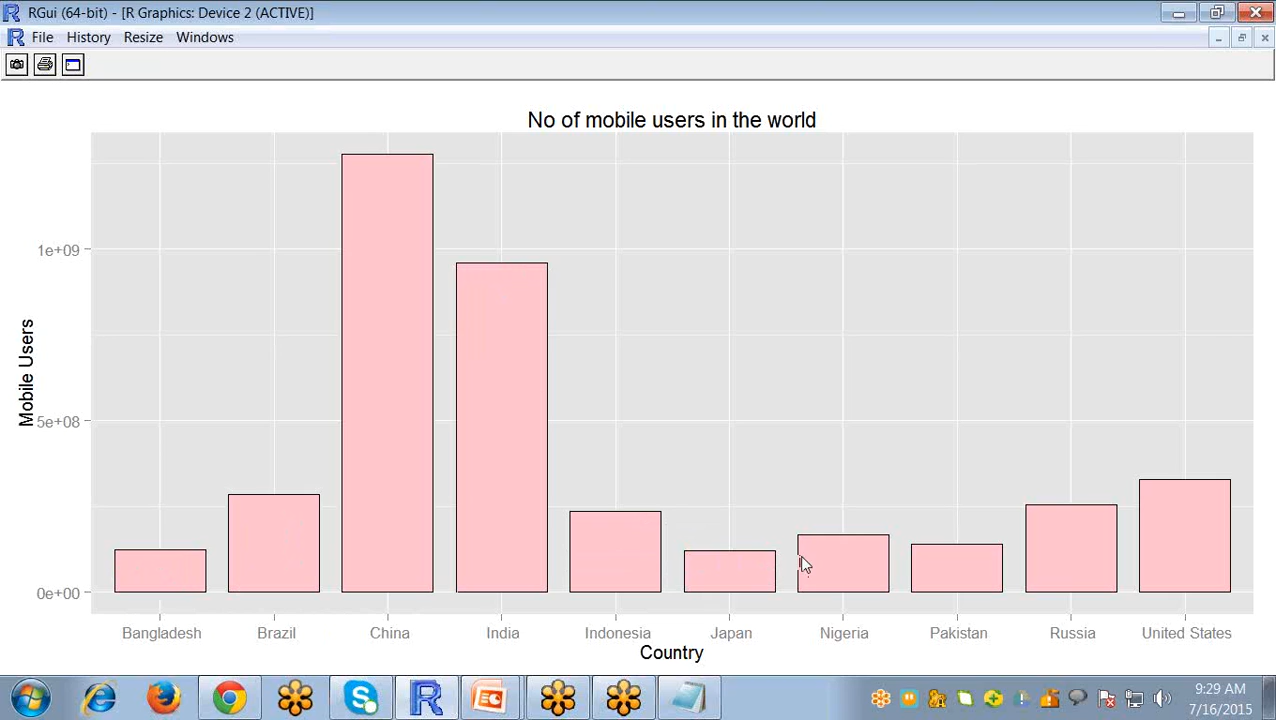 RGui (64-bit) - [R Graphics: Device 2 (ACTIVE)]
File History Resize Windows
No of mobile users in the world
1e+09
5e+08
0e+00
Mobile Users
Bangladesh Brazil China India Indonesia Japan Nigeria Pakistan Russia United States
Country
9:29 AM
7/16/2015